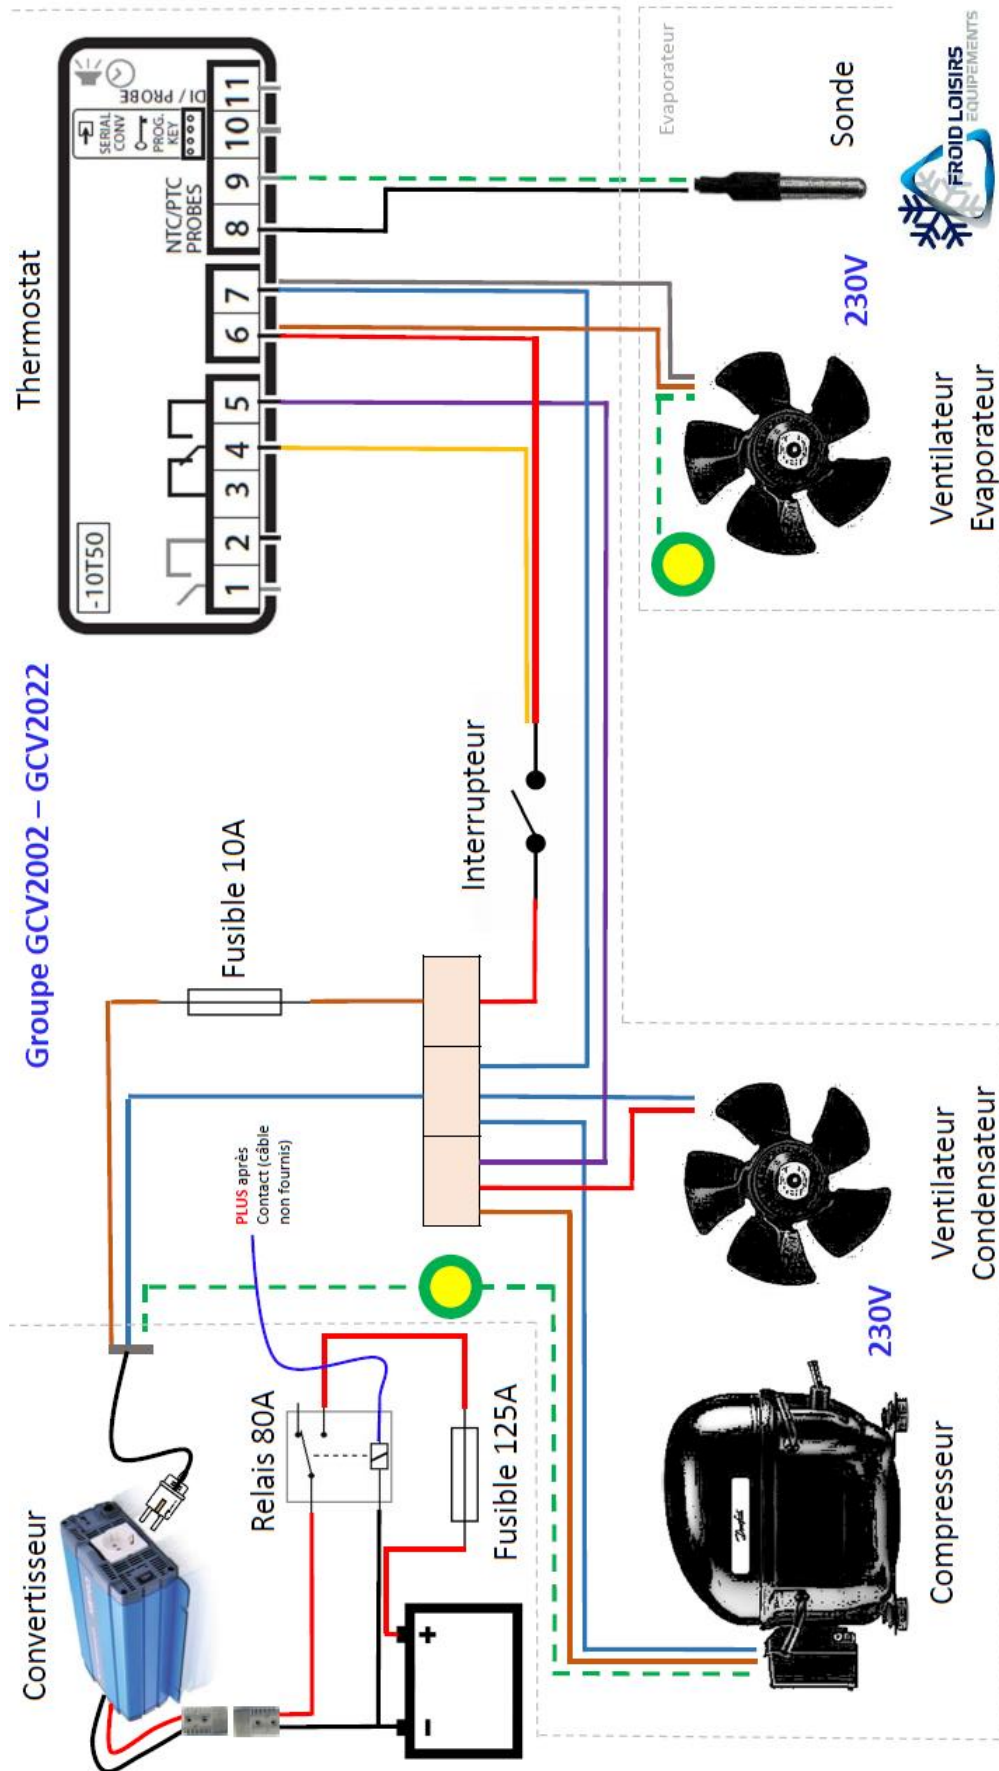 Groupe GCV2002 – GCV2022
Convertisseur
Relais 80A
Fusible 125A
+
-
PLUS après
Contact (câble
non fournis)
Fusible 10A
Interrupteur
Thermostat
-10T50
1 2 3 4 5 6 7 8 9 10 11
NTC/PTC
PROBES
SERIAL
CONV
PROG.
KEY
DI / PROBE
Compresseur
Danfoss
230V
Ventilateur
Condensateur
Ventilateur
Evaporateur
230V
Evaporateur
Sonde
FROID LOISIRS
EQUIPEMENTS